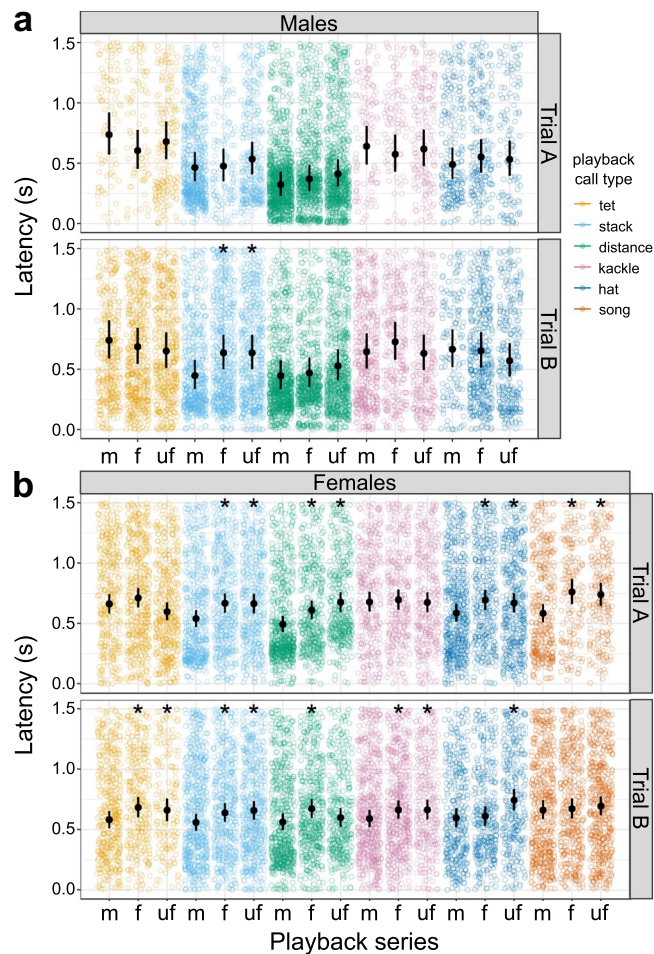 a
Males
Latency (s)
1.5
1.0
0.5
0.0
Trial A
* *
1.5
1.0
0.5
0.0
Trial B
m f uf m f uf m f uf m f uf m f uf
playback
call type
tet
stack
distance
kackle
hat
song
b
Females
Latency (s)
* * * * * * * *
1.5
1.0
0.5
0.0
Trial A
* * * * * * * *
1.5
1.0
0.5
0.0
Trial B
m f uf m f uf m f uf m f uf m f uf m f uf
Playback series